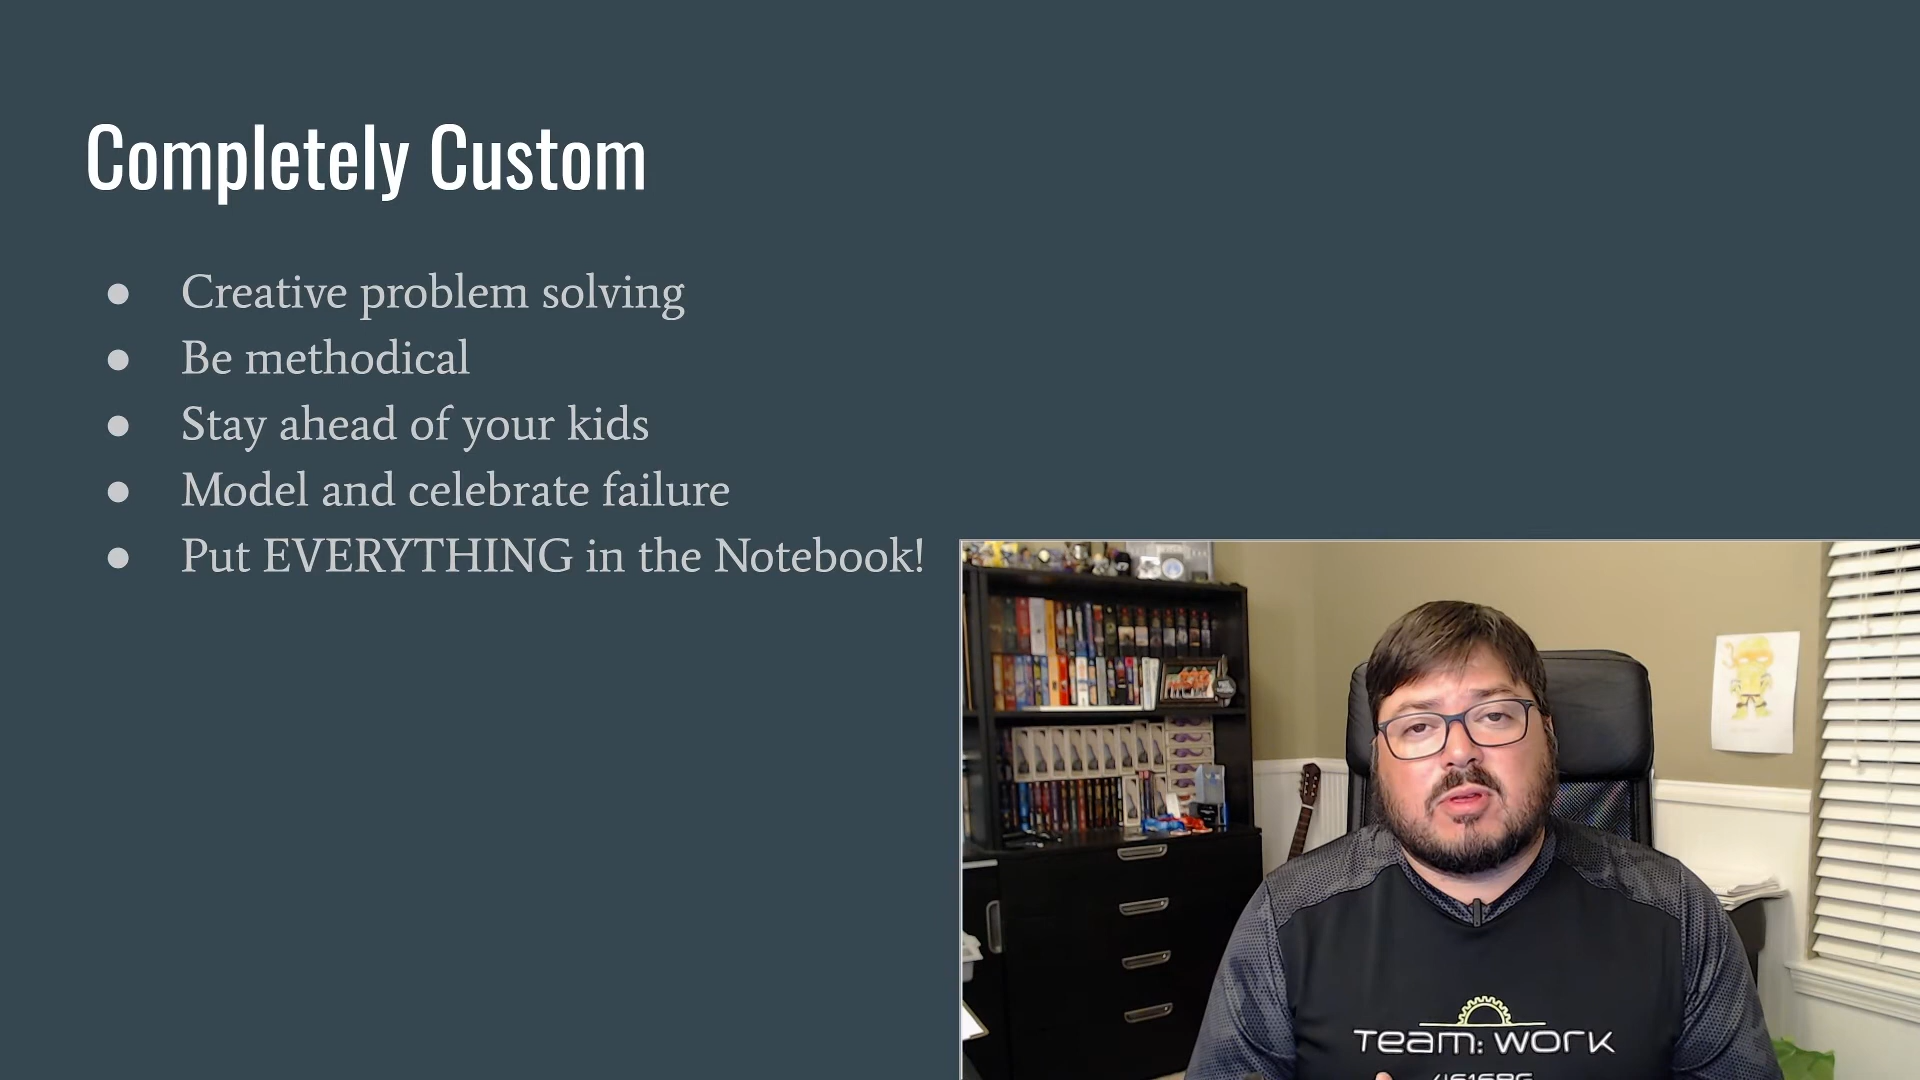 Completely Custom
● Creative problem solving
● Be methodical
● Stay ahead of your kids
● Model and celebrate failure
● Put EVERYTHING in the Notebook!
Team: Work